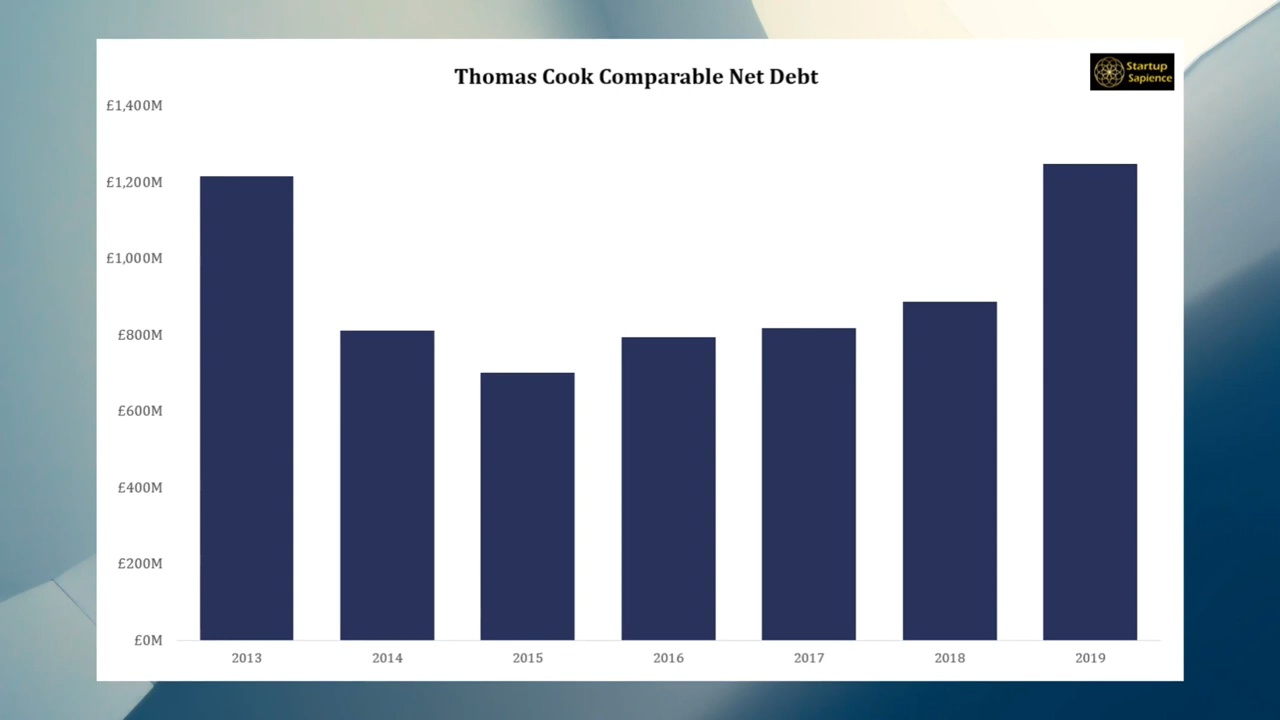 Thomas Cook Comparable Net Debt
Startup
Sapience
£1,400M
£1,200M
£1,000M
£800M
£600M
£400M
£200M
£0M
2013 2014 2015 2016 2017 2018 2019